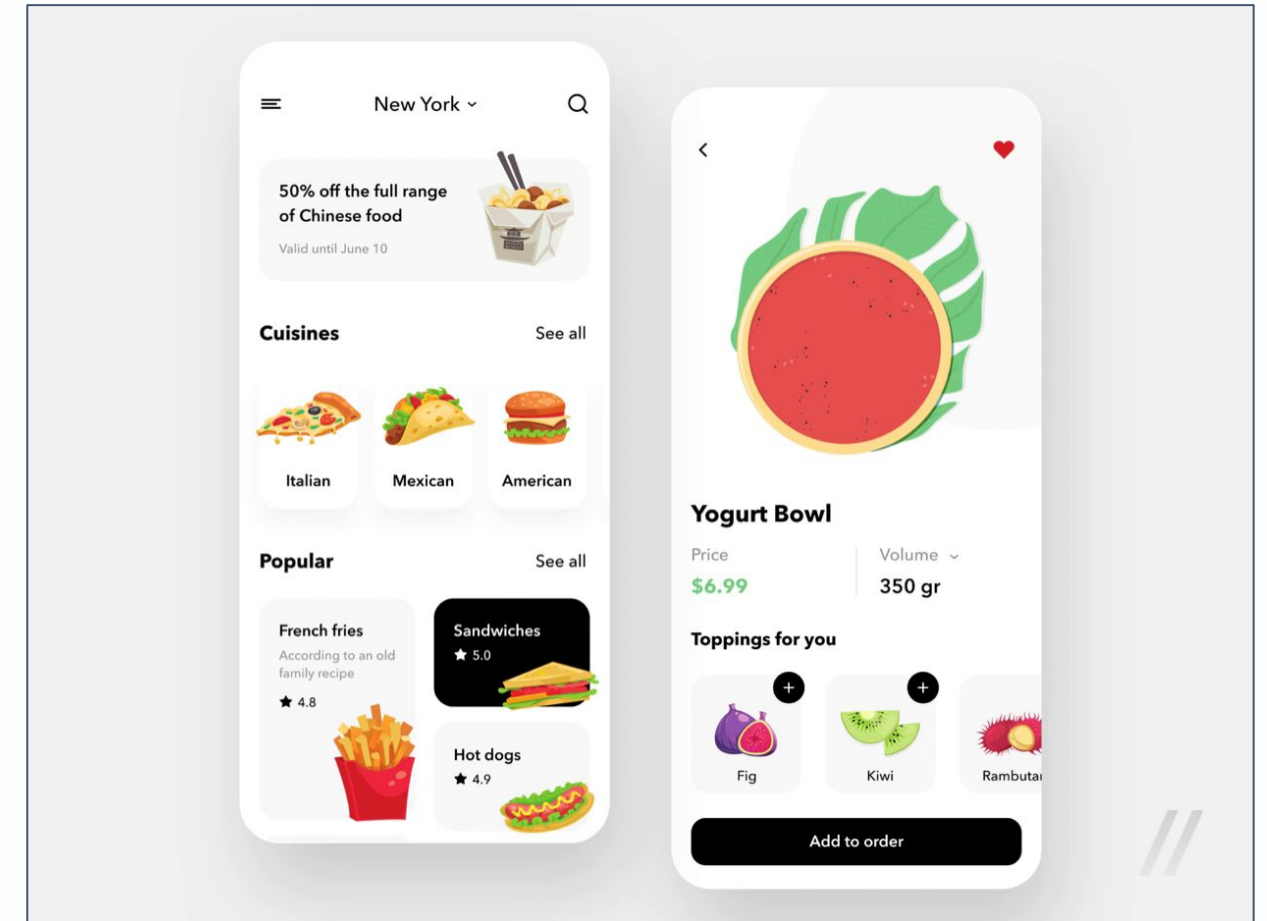 New York
50% off the full range
of Chinese food
Valid until June 10
Cuisines
See all
Italian
Mexican
American
Popular
See all
French fries
According to an old
family recipe
4.8
Sandwiches
5.0
Hot dogs
4.9
Yogurt Bowl
Price
$6.99
Volume
350 gr
Toppings for you
Fig
Kiwi
Rambutan
Add to order